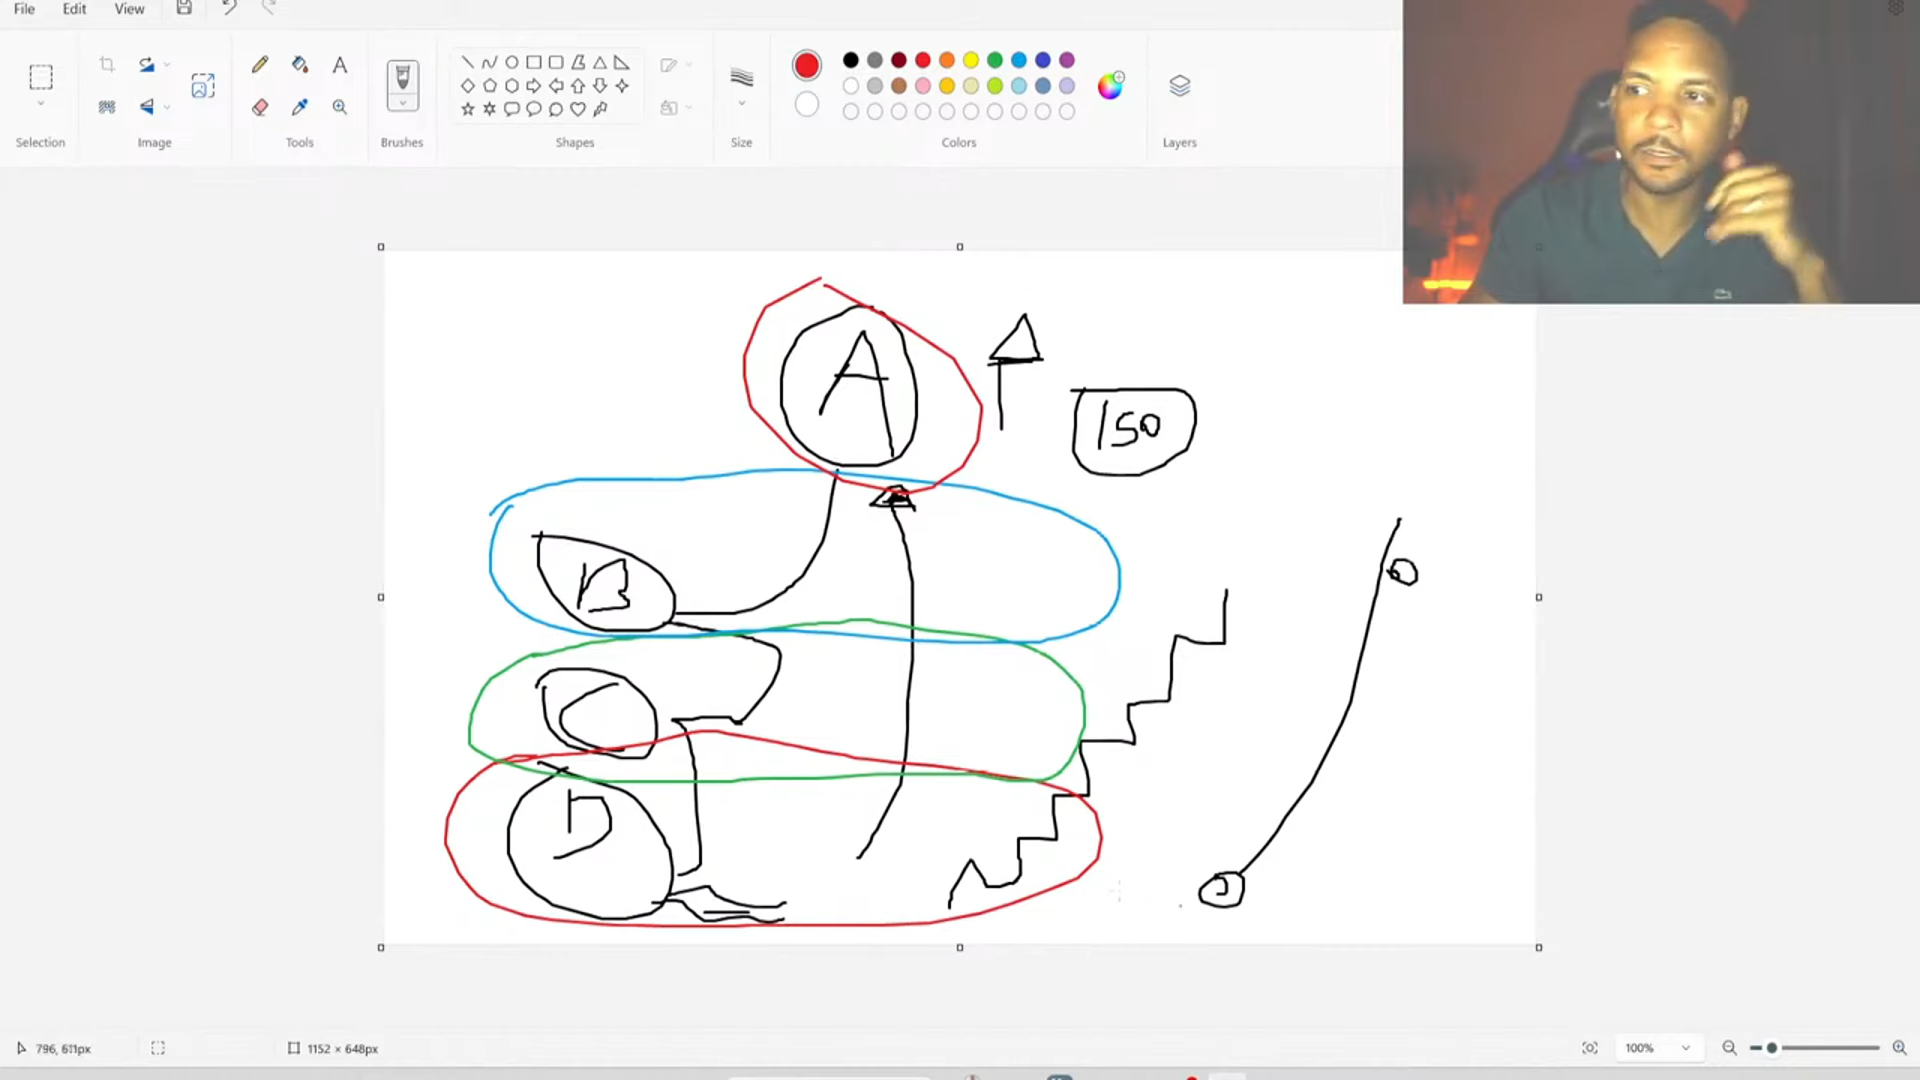 File Edit View
Selection Image Tools Brushes Shapes Size Colors Layers
A
150
B
C
D
796, 611px 1152 × 648px 100%